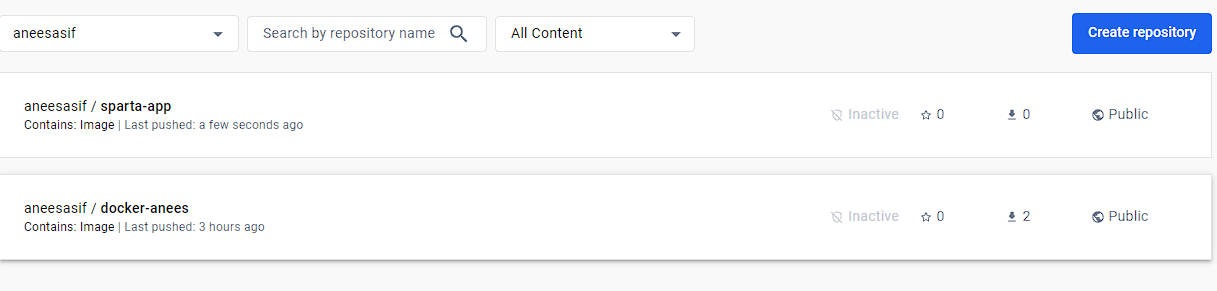 aneesasif Search by repository name All Content Create repository
aneesasif / sparta-app
Contains: Image | Last pushed: a few seconds ago
Inactive 0 0 Public
aneesasif / docker-anees
Contains: Image | Last pushed: 3 hours ago
Inactive 0 2 Public